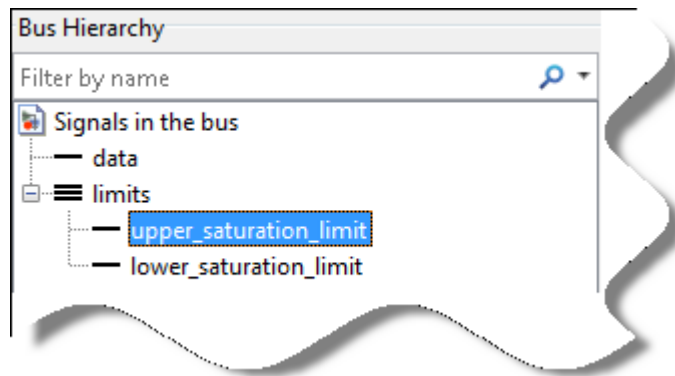 Bus Hierarchy
Filter by name
Signals in the bus
data
limits
upper_saturation_limit
lower_saturation_limit